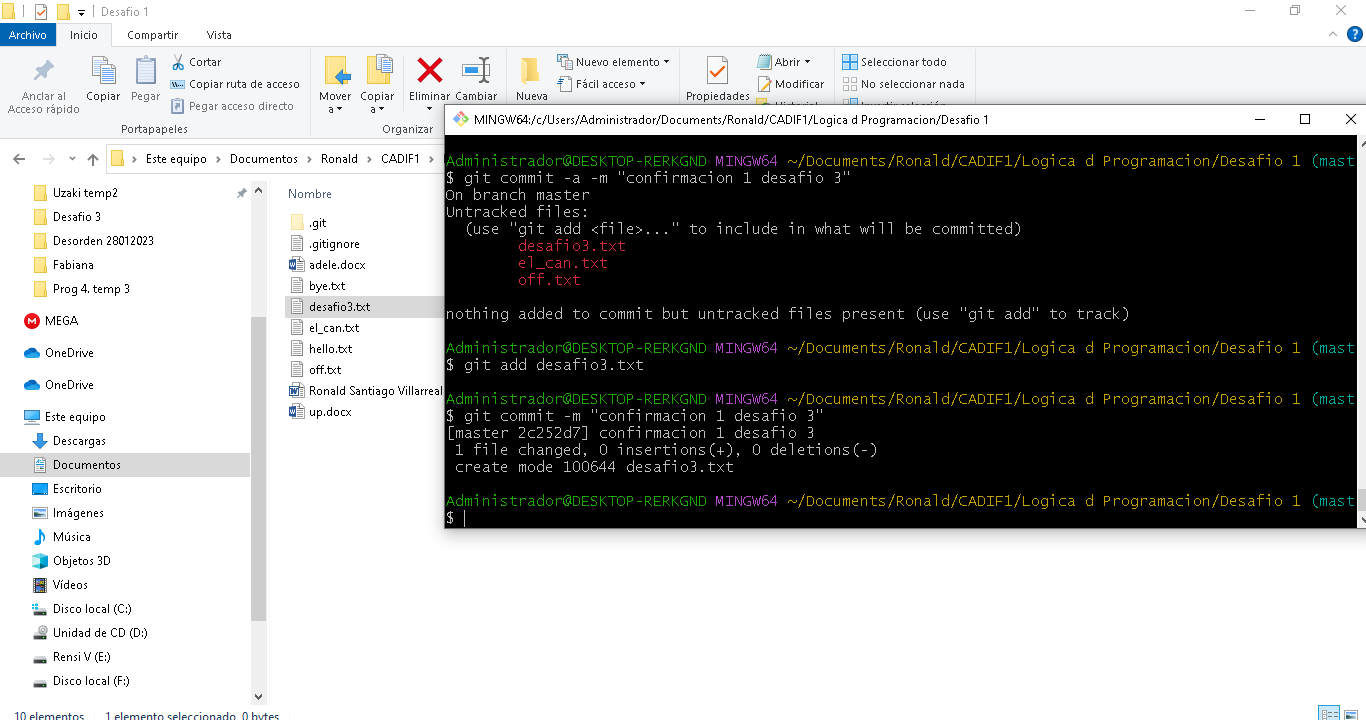 Desafio 1
Archivo Inicio Compartir Vista
Anclar al Acceso rápido
Copiar
Pegar
Cortar
Copiar ruta de acceso
Pegar acceso directo
Portapapeles
Mover a
Copiar a
Eliminar
Cambiar
Organizar
Nueva
Nuevo elemento
Fácil acceso
Propiedades
Abrir
Modificar
Historial
Seleccionar todo
No seleccionar nada
Invertir selección
Este equipo > Documentos > Ronald > CADIF1 >
Uzaki temp2
Desafio 3
Desorden 28012023
Fabiana
Prog 4. temp 3
MEGA
OneDrive
OneDrive
Este equipo
Descargas
Documentos
Escritorio
Imágenes
Música
Objetos 3D
Vídeos
Disco local (C:)
Unidad de CD (D:)
Rensi V (E:)
Disco local (F:)
Nombre
.git
.gitignore
adele.docx
bye.txt
desafio3.txt
el_can.txt
hello.txt
off.txt
Ronald Santiago Villarreal
up.docx
10 elementos 1 elemento seleccionado 0 bytes
MINGW64:/c/Users/Administrador/Documents/Ronald/CADIF1/Logica d Programacion/Desafio 1
Administrador@DESKTOP-RERKGND MINGW64 ~/Documents/Ronald/CADIF1/Logica d Programacion/Desafio 1 (mast
$ git commit -a -m "confirmacion 1 desafio 3"
On branch master
Untracked files:
(use "git add <file>..." to include in what will be committed)
desafio3.txt
el_can.txt
off.txt
nothing added to commit but untracked files present (use "git add" to track)
Administrador@DESKTOP-RERKGND MINGW64 ~/Documents/Ronald/CADIF1/Logica d Programacion/Desafio 1 (mast
$ git add desafio3.txt
Administrador@DESKTOP-RERKGND MINGW64 ~/Documents/Ronald/CADIF1/Logica d Programacion/Desafio 1 (mast
$ git commit -m "confirmacion 1 desafio 3"
[master 2c252d7] confirmacion 1 desafio 3
1 file changed, 0 insertions(+), 0 deletions(-)
create mode 100644 desafio3.txt
Administrador@DESKTOP-RERKGND MINGW64 ~/Documents/Ronald/CADIF1/Logica d Programacion/Desafio 1 (mast
$